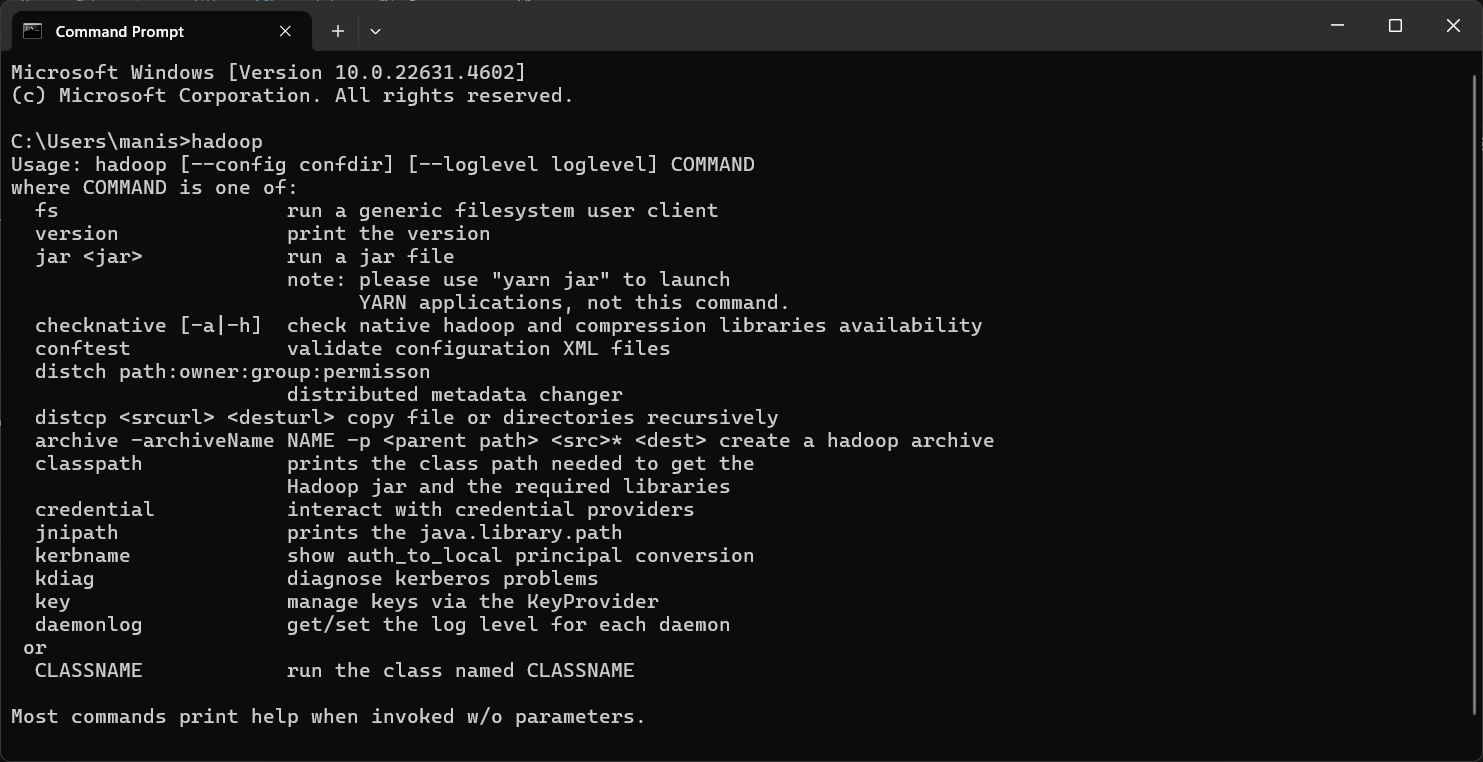 Command Prompt
Microsoft Windows [Version 10.0.22631.4602]
(c) Microsoft Corporation. All rights reserved.

C:\Users\manis>hadoop
Usage: hadoop [--config confdir] [--loglevel loglevel] COMMAND
where COMMAND is one of:
  fs                   run a generic filesystem user client
  version              print the version
  jar <jar>            run a jar file
                       note: please use "yarn jar" to launch
                             YARN applications, not this command.
  checknative [-a|-h]  check native hadoop and compression libraries availability
  conftest             validate configuration XML files
  distch path:owner:group:permisson
                       distributed metadata changer
  distcp <srcurl> <desturl> copy file or directories recursively
  archive -archiveName NAME -p <parent path> <src>* <dest> create a hadoop archive
  classpath            prints the class path needed to get the
                       Hadoop jar and the required libraries
  credential           interact with credential providers
  jnipath              prints the java.library.path
  kerbname             show auth_to_local principal conversion
  kdiag                diagnose kerberos problems
  key                  manage keys via the KeyProvider
  daemonlog            get/set the log level for each daemon
 or
  CLASSNAME            run the class named CLASSNAME

Most commands print help when invoked w/o parameters.